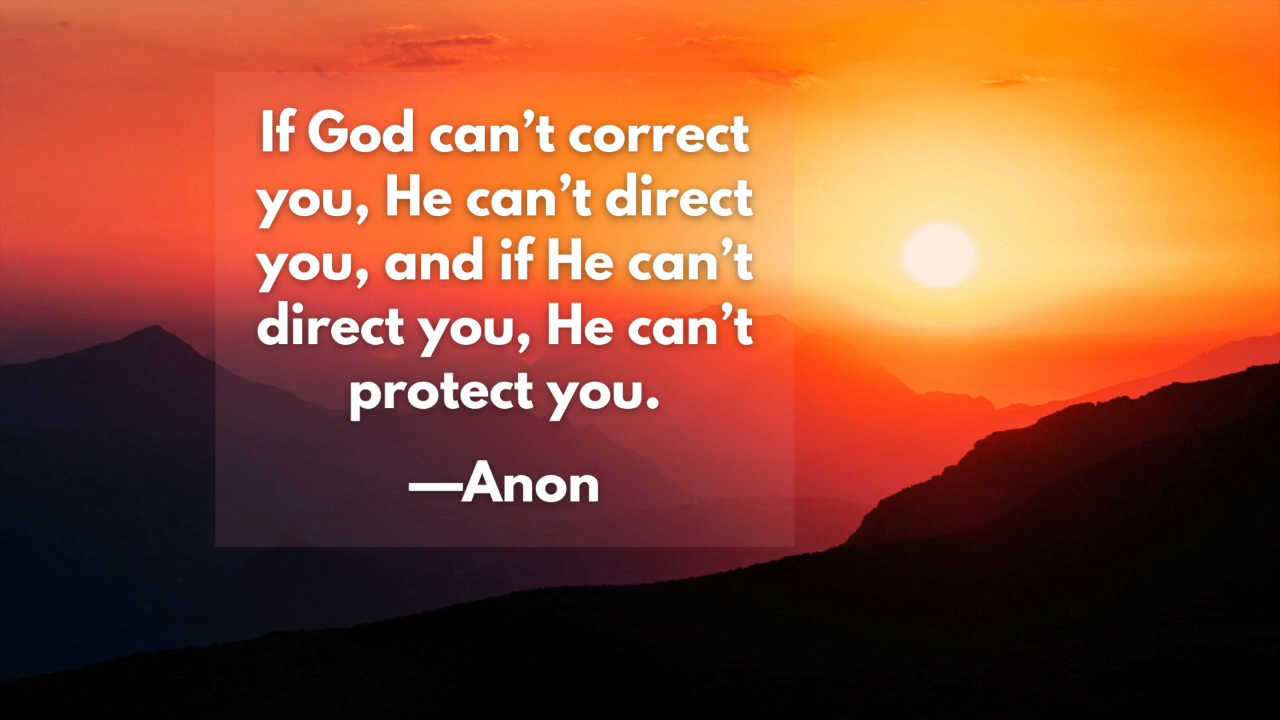 If God can’t correct
you, He can’t direct
you, and if He can’t
direct you, He can’t
protect you.
—Anon